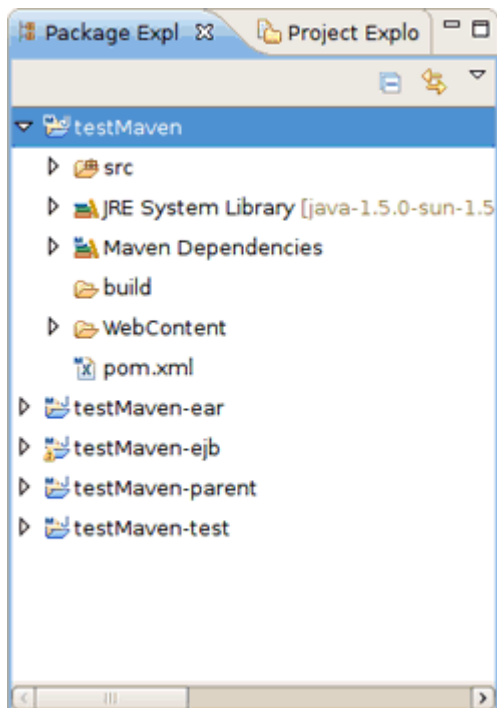 Package Expl Project Explo
testMaven
src
JRE System Library [java-1.5.0-sun-1.5
Maven Dependencies
build
WebContent
pom.xml
testMaven-ear
testMaven-ejb
testMaven-parent
testMaven-test